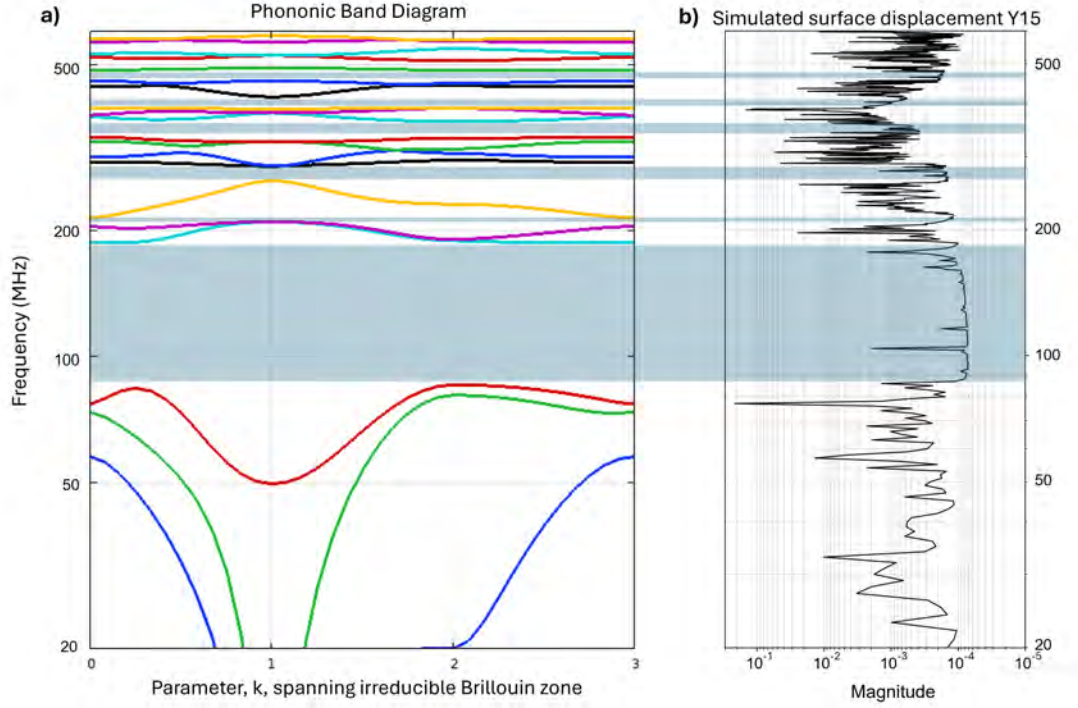 a)
Phononic Band Diagram
500
200
100
50
20
0
1
2
3
Frequency (MHz)
Parameter, k, spanning irreducible Brillouin zone
b)
Simulated surface displacement Y15
500
200
100
50
20
10-1
10-2
10-3
10-4
10-5
Magnitude